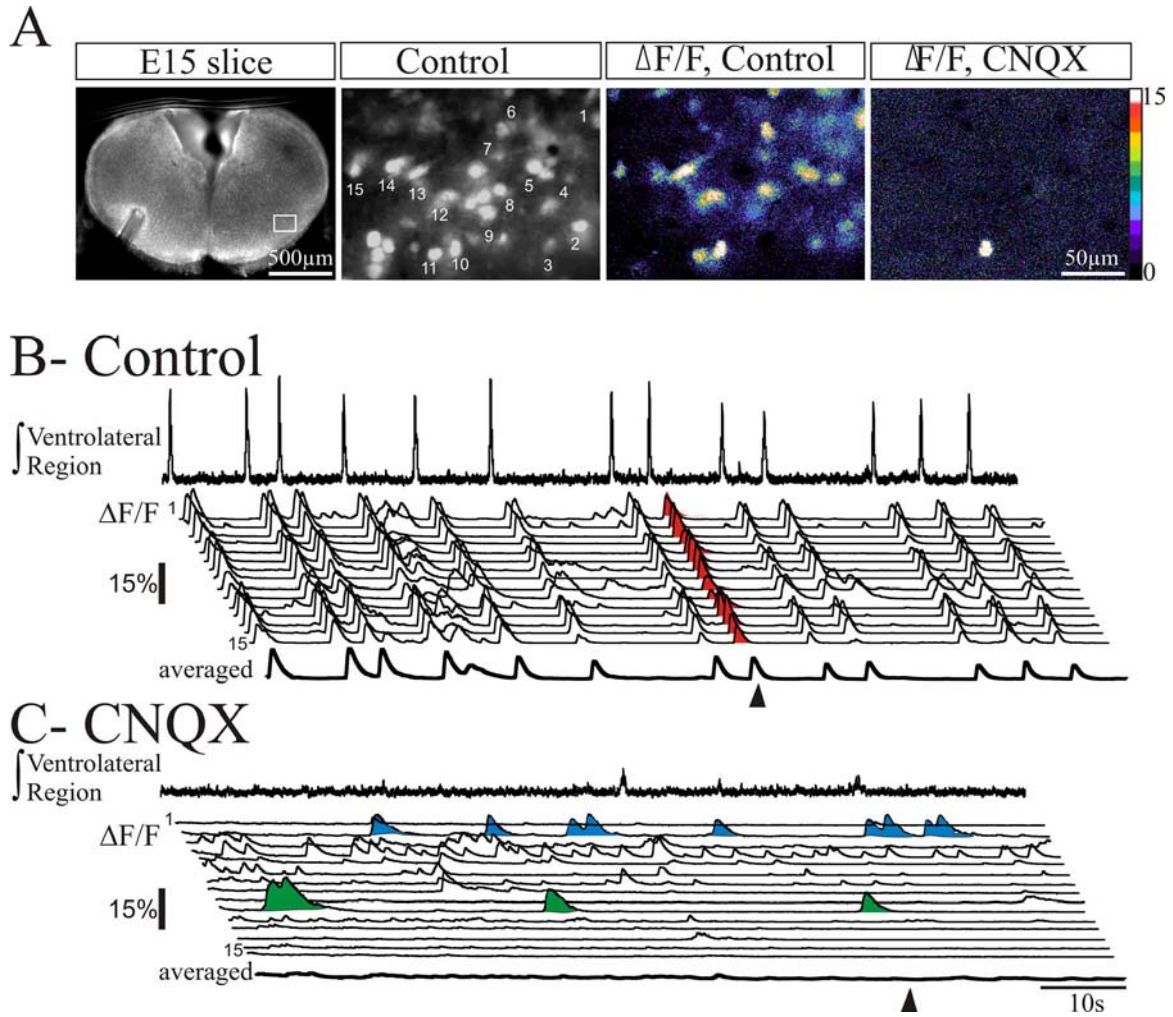 A
E15 slice
Control
ΔF/F, Control
ΔF/F, CNQX
15
6
1
7
15
14
13
5
4
12
8
2
9
11
10
3
500µm
50µm
0
B- Control
∫Ventrolateral
Region
ΔF/F 1
15%
15
averaged
C- CNQX
∫Ventrolateral
Region
ΔF/F 1
15%
15
averaged
10s